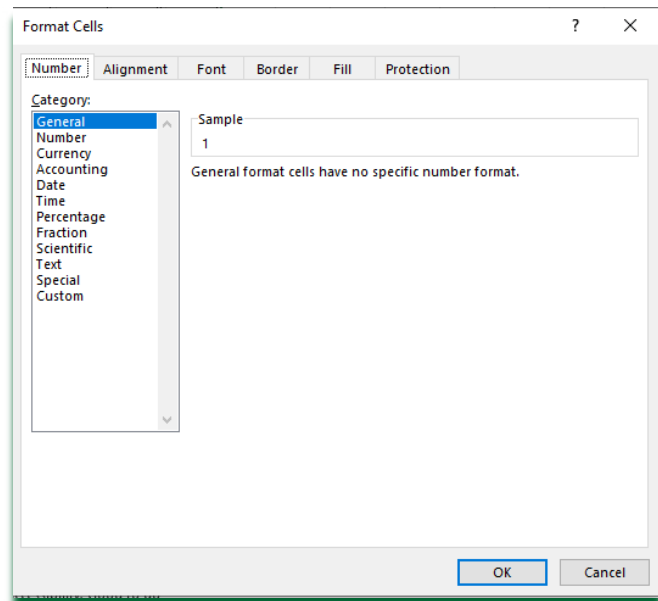 Format Cells ?
Number Alignment Font Border Fill Protection
Category:
General
Number
Currency
Accounting
Date
Time
Percentage
Fraction
Scientific
Text
Special
Custom
Sample
1
General format cells have no specific number format.
OK Cancel